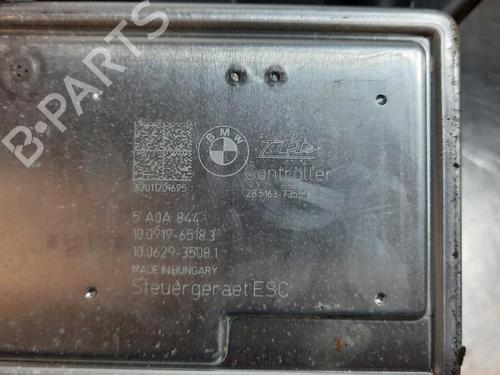 B-PARTS
BMW
Ate
Controller
62011204695
28.5163-7355.3
5 A0A 844
10.0919-6518.3
10.0629-3508.1
MADE IN HUNGARY
Steuergeraet ESC